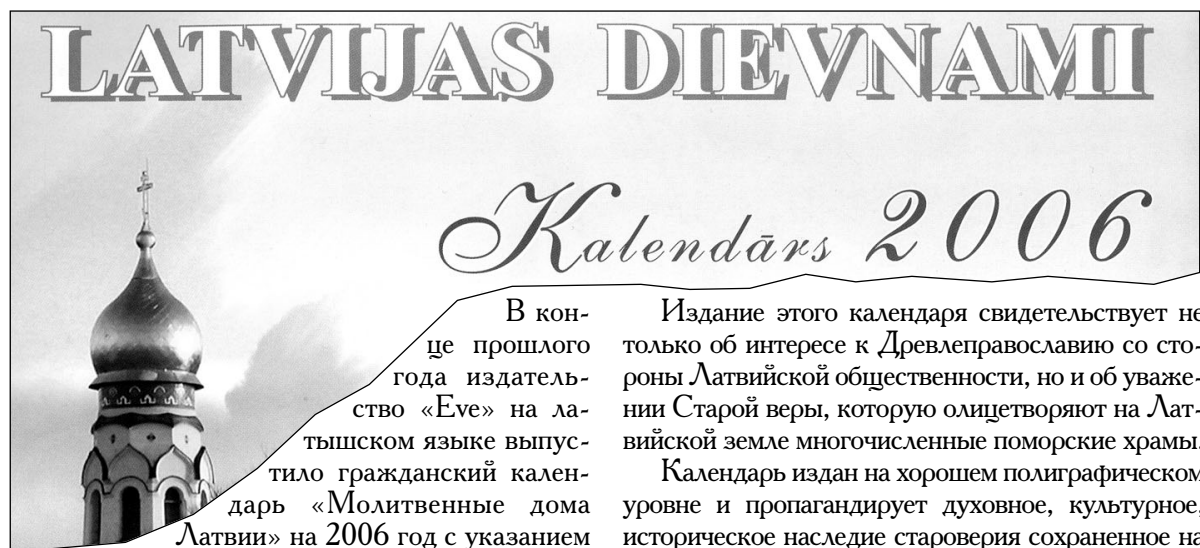 LATVIJAS DIEVNAMI
Kalendārs 2006
В кон-
це прошлого
года издатель-
ство «Eve» на ла-
тышском языке выпус-
тило гражданский кален-
дарь «Молитвенные дома
Латвии» на 2006 год с указанием
Издание этого календаря свидетельствует не
только об интересе к Древлеправославию со сто-
роны Латвийской общественности, но и об уваже-
нии Старой веры, которую олицетворяют на Лат-
вийской земле многочисленные поморские храмы.
Календарь издан на хорошем полиграфическом
уровне и пропагандирует духовное, культурное,
историческое наследие староверия сохраненное на